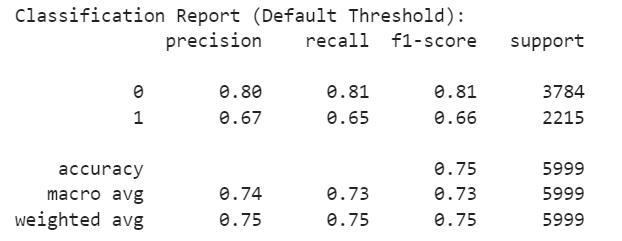 Classification Report (Default Threshold):
precision recall f1-score support
0 0.80 0.81 0.81 3784
1 0.67 0.65 0.66 2215
accuracy 0.75 5999
macro avg 0.74 0.73 0.73 5999
weighted avg 0.75 0.75 0.75 5999